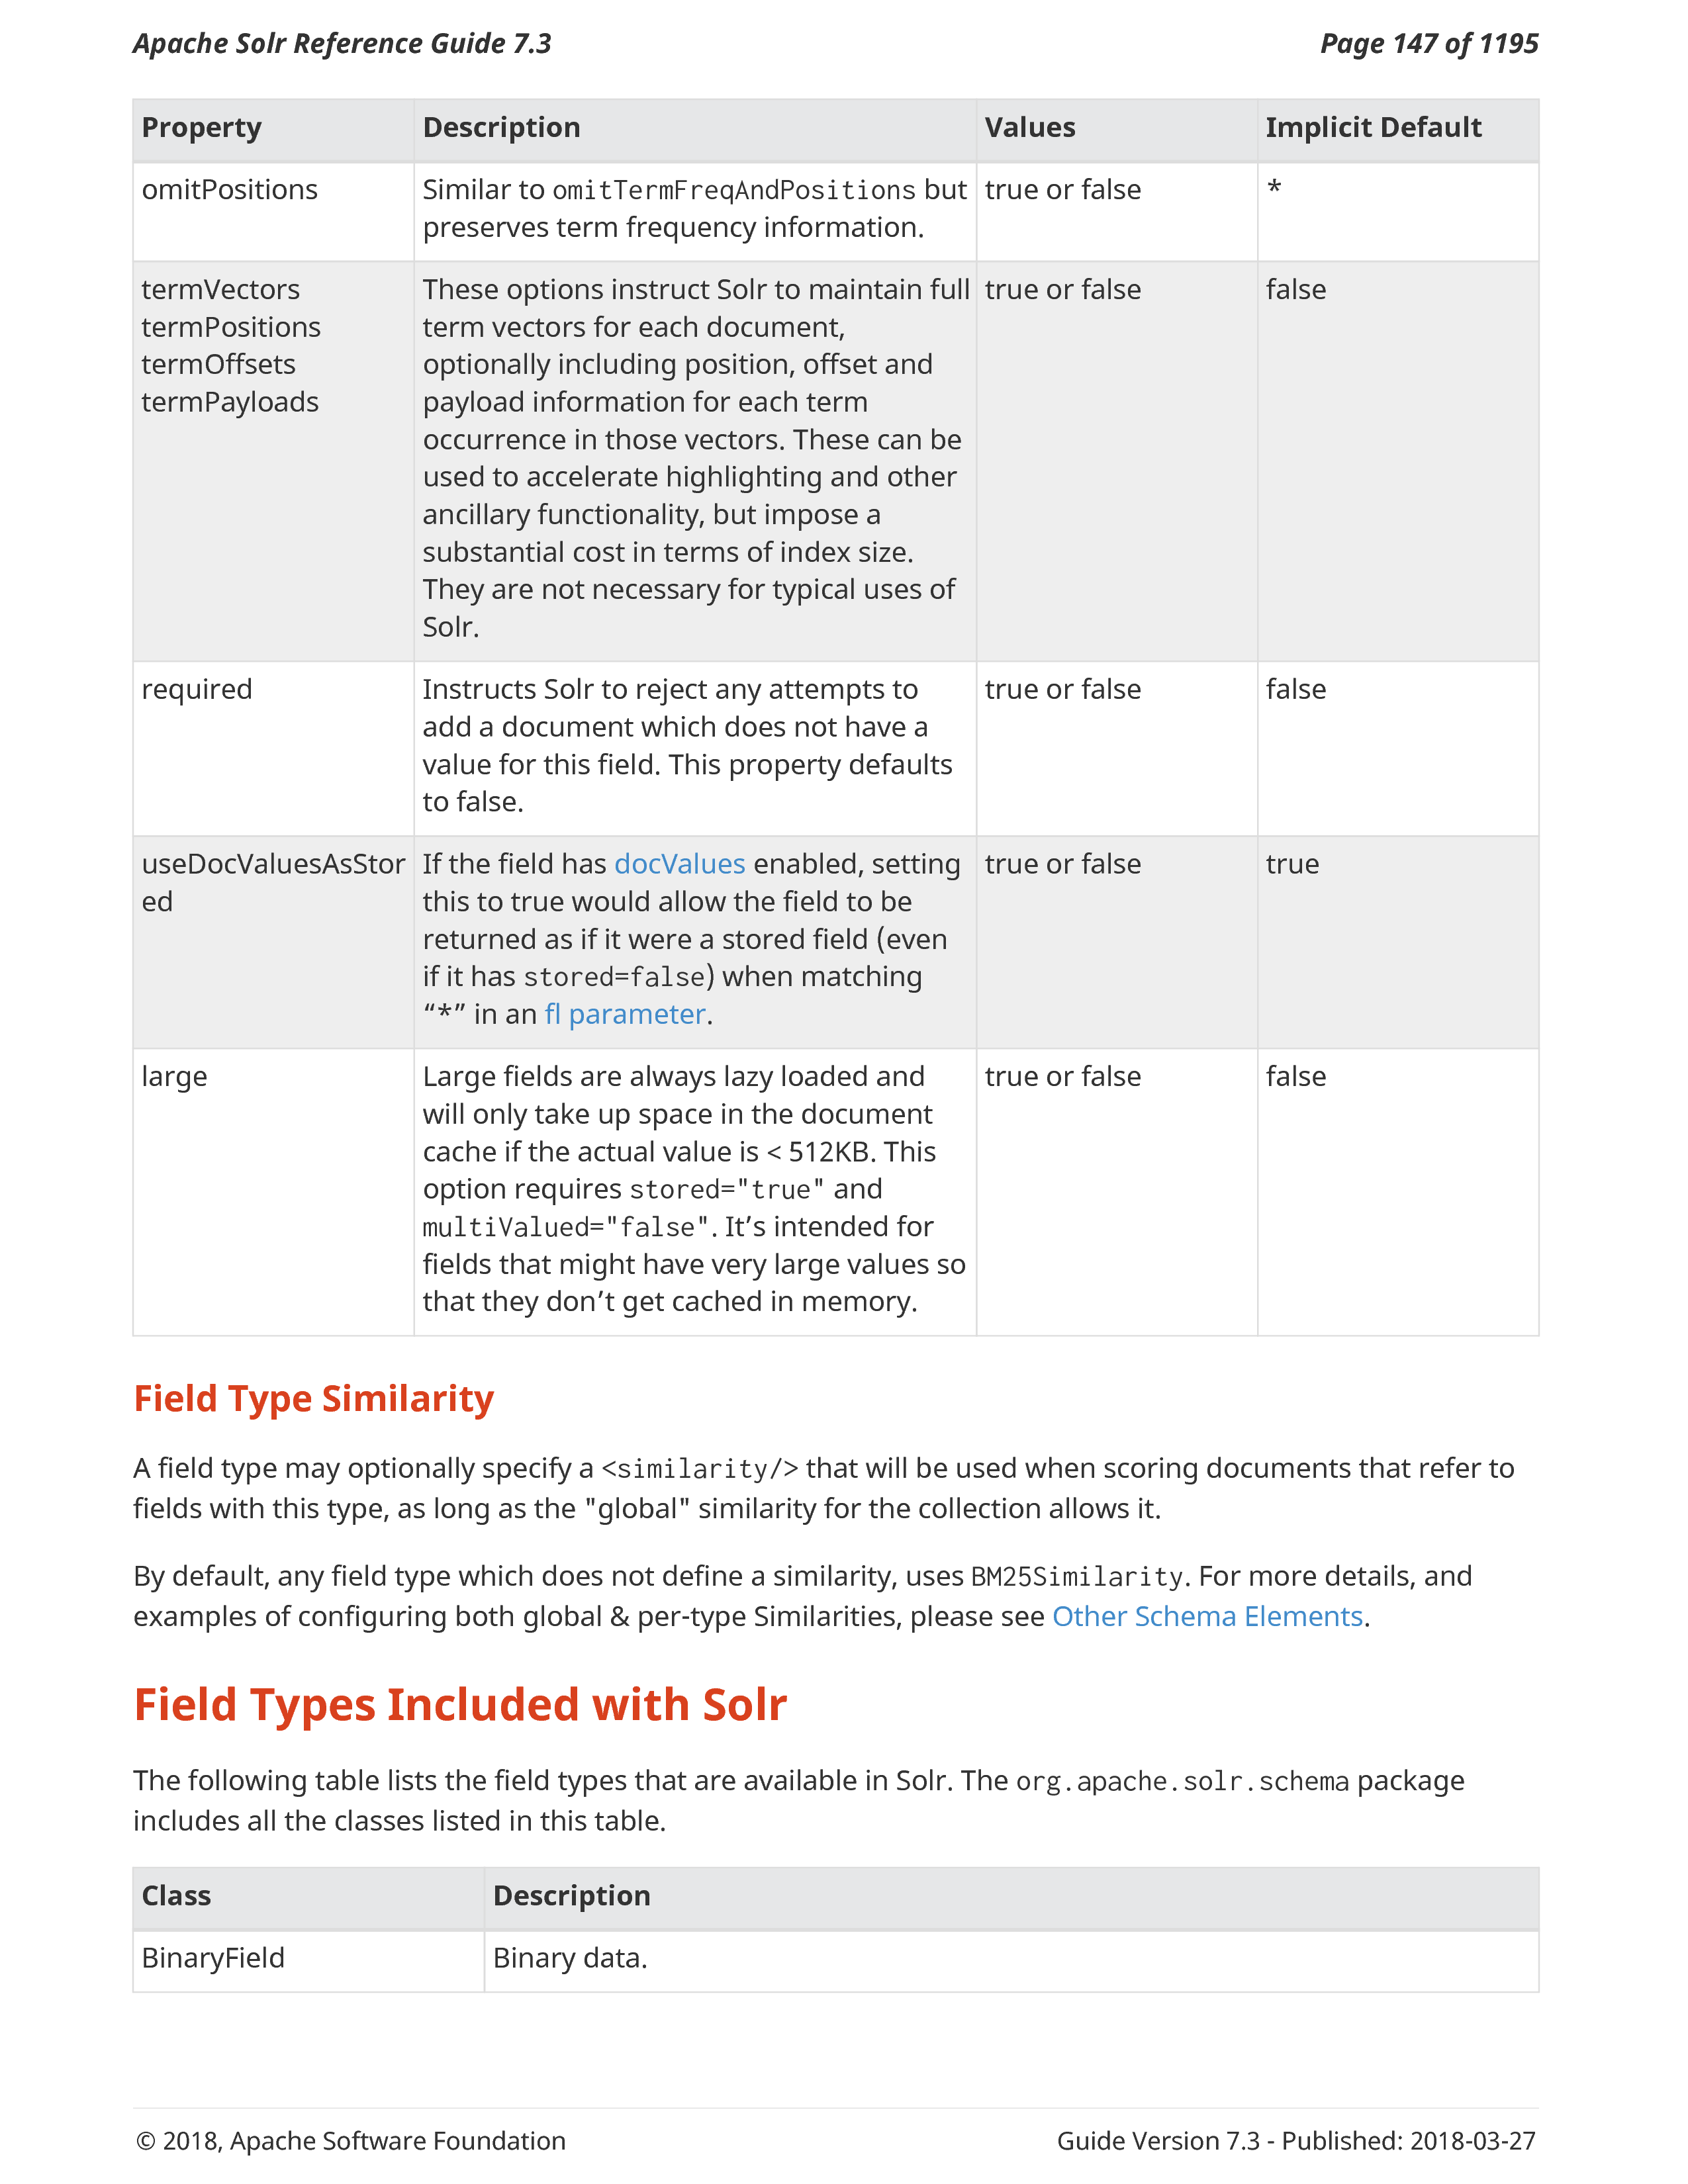 Apache Solr Reference Guide 7.3 Page 147 of 1195
Property Description Values Implicit Default
omitPositions Similar to omitTermFreqAndPositions but true or false *
preserves term frequency information.
termVectors These options instruct Solr to maintain full true or false false
termPositions term vectors for each document,
termOffsets optionally including position, offset and
termPayloads payload information for each term
occurrence in those vectors. These can be
used to accelerate highlighting and other
ancillary functionality, but impose a
substantial cost in terms of index size.
They are not necessary for typical uses of
Solr.
required Instructs Solr to reject any attempts to true or false false
add a document which does not have a
value for this field. This property defaults
to false.
useDocValuesAsStor If the field has docValues enabled, setting true or false true
ed this to true would allow the field to be
returned as if it were a stored field (even
if it has stored=false) when matching
“*” in an fl parameter.
large Large fields are always lazy loaded and true or false false
will only take up space in the document
cache if the actual value is < 512KB. This
option requires stored="true" and
multiValued="false". It’s intended for
fields that might have very large values so
that they don’t get cached in memory.
Field Type Similarity
A field type may optionally specify a <similarity/> that will be used when scoring documents that refer to
fields with this type, as long as the "global" similarity for the collection allows it.
By default, any field type which does not define a similarity, uses BM25Similarity. For more details, and
examples of configuring both global & per-type Similarities, please see Other Schema Elements.
Field Types Included with Solr
The following table lists the field types that are available in Solr. The org.apache.solr.schema package
includes all the classes listed in this table.
Class Description
BinaryField Binary data.
© 2018, Apache Software Foundation Guide Version 7.3 - Published: 2018-03-27